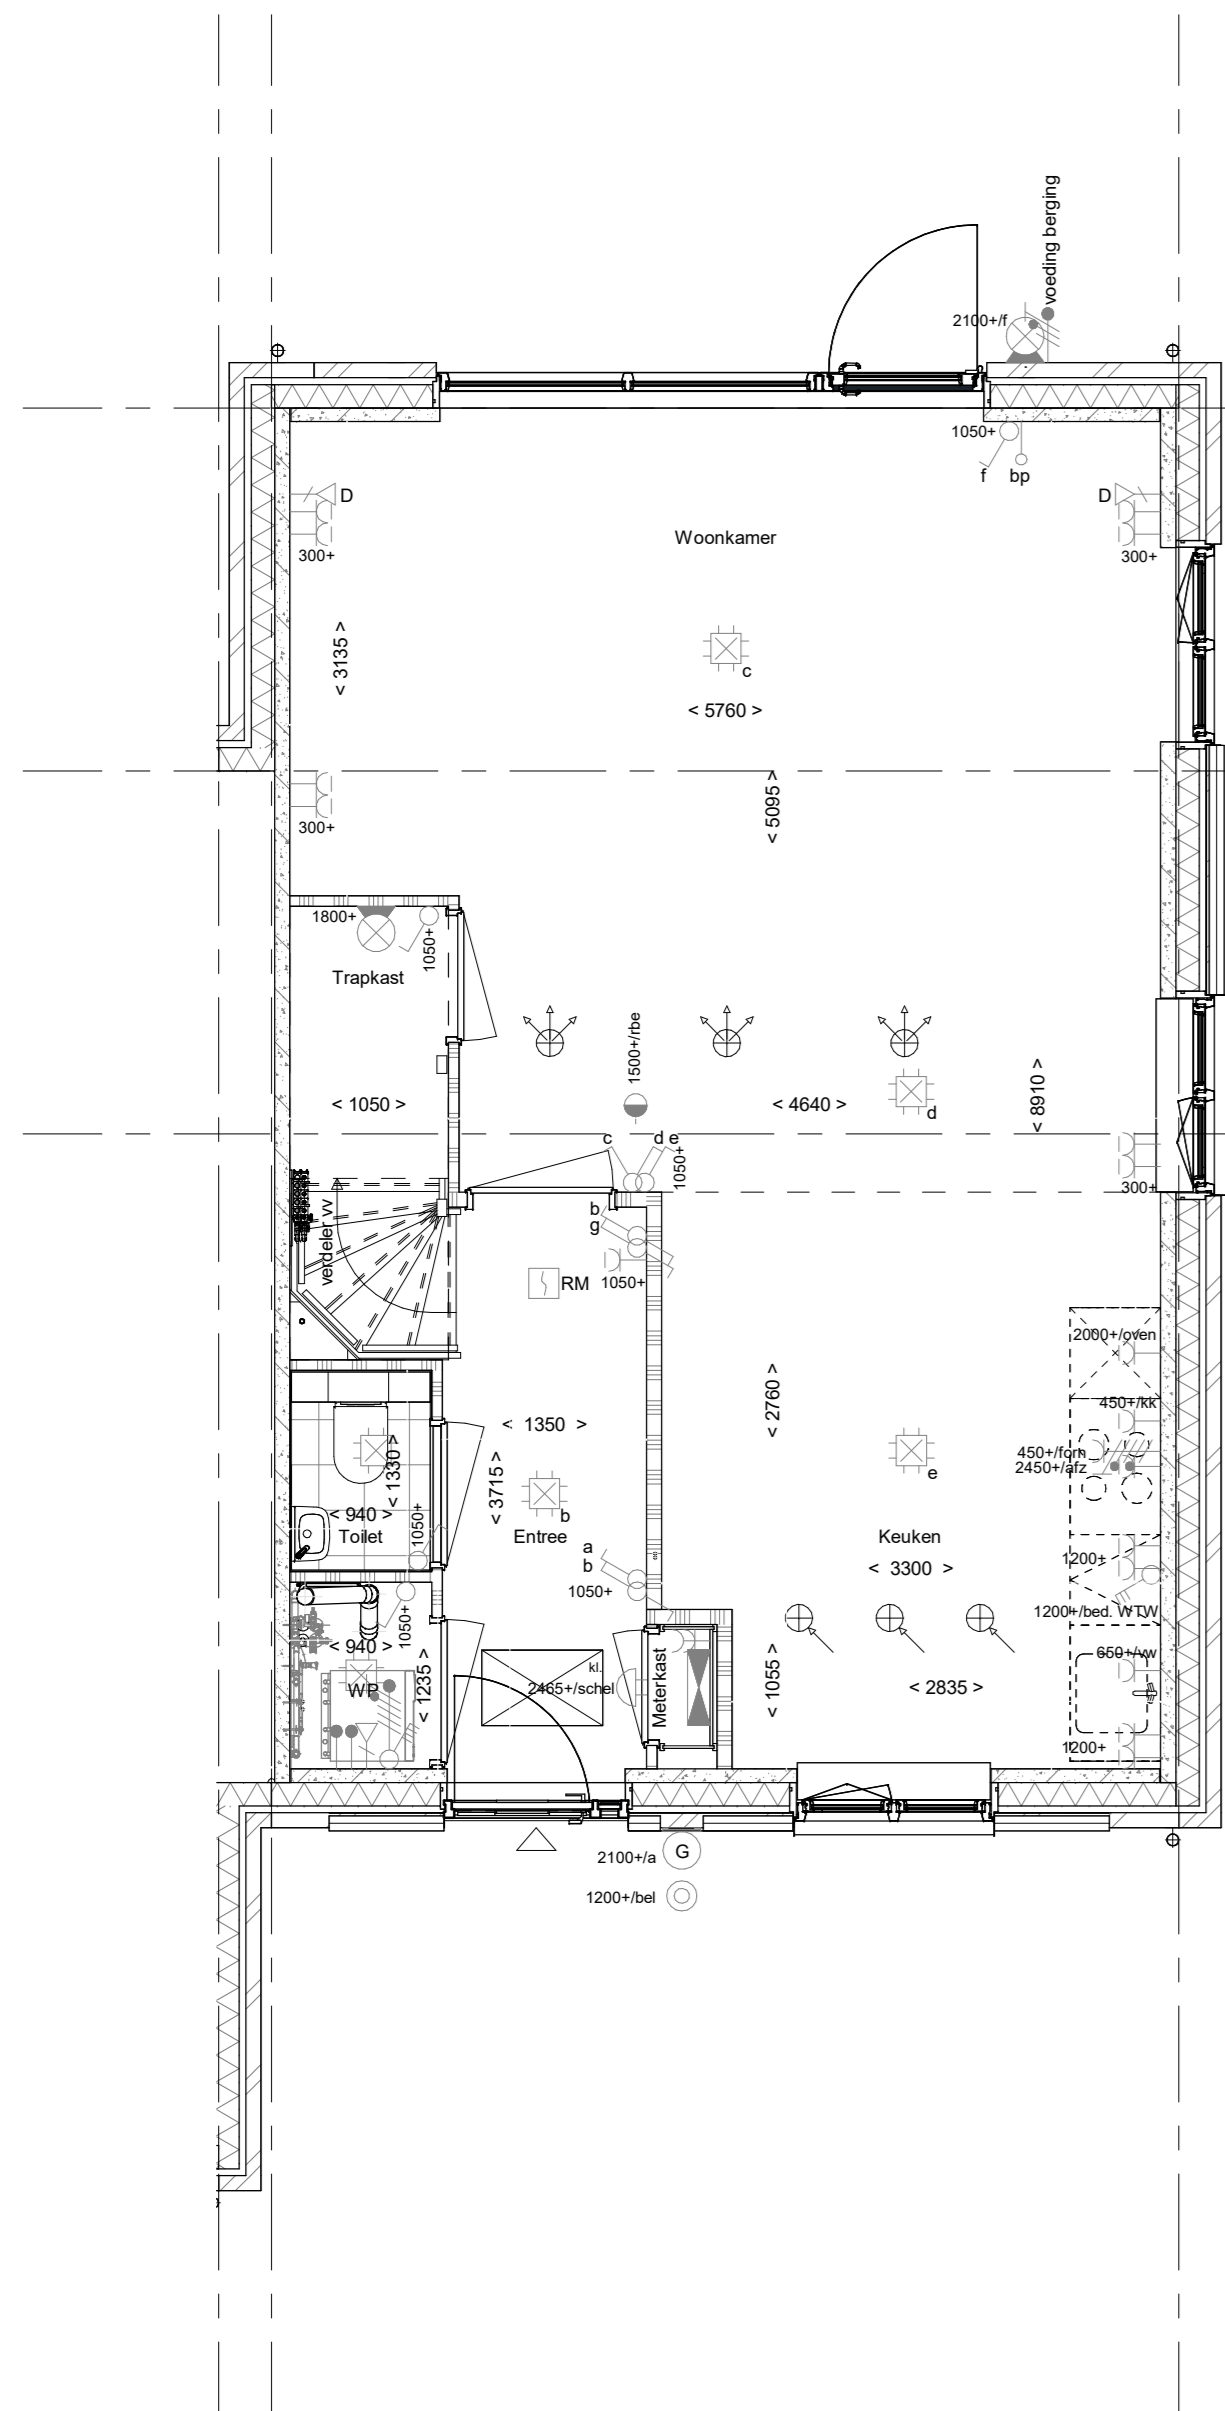 voeding berging
2100+/f
1050+
f
bp
D
300+
D
300+
Woonkamer
< 3135 >
c
< 5760 >
< 5095 >
300+
1800+
1050+
Trapkast
1500+/rbe
< 1050 >
< 4640 >
d
< 8910 >
c
d e
1050+
300+
verdeler vv
b
g
1050+
RM
2000+/oven
< 2760 >
450+/kk
< 1350 >
450+/forn
2450+/afz
< 1330 >
< 3715 >
e
b
< 940 >
Toilet
1050+
Entree
Keuken
a
b
1050+
< 3300 >
1200+
1050+
1200+/bed. WTW
< 940 >
650+/vw
kl.
2465+/schel
WP
< 1235 >
Meterkast
< 1055 >
< 2835 >
1200+
2100+/a
G
1200+/bel